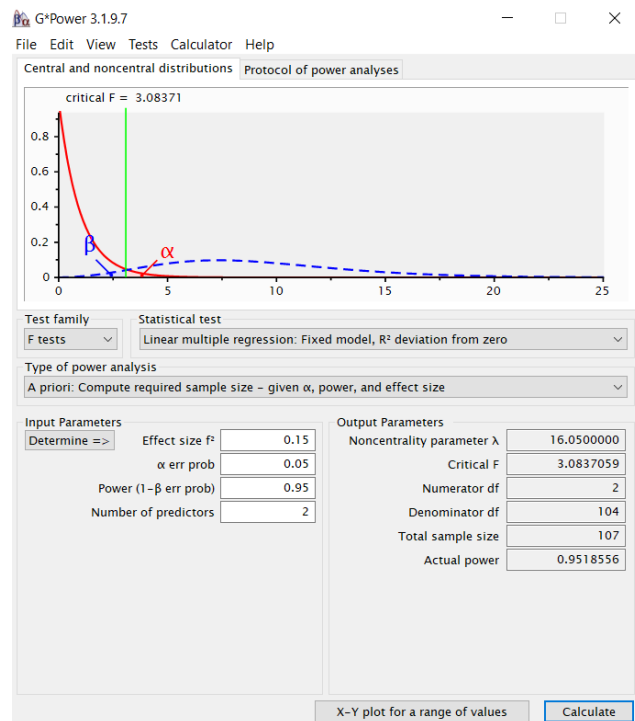 G*Power 3.1.9.7
File Edit View Tests Calculator Help
Central and noncentral distributions Protocol of power analyses
critical F = 3.08371
0.8
0.6
0.4
0.2
0
β
α
0 5 10 15 20 25
Test family
F tests
Statistical test
Linear multiple regression: Fixed model, R² deviation from zero
Type of power analysis
A priori: Compute required sample size – given α, power, and effect size
Input Parameters
Determine =>
Effect size f² 0.15
α err prob 0.05
Power (1-β err prob) 0.95
Number of predictors 2
Output Parameters
Noncentrality parameter λ 16.0500000
Critical F 3.0837059
Numerator df 2
Denominator df 104
Total sample size 107
Actual power 0.9518556
X-Y plot for a range of values Calculate